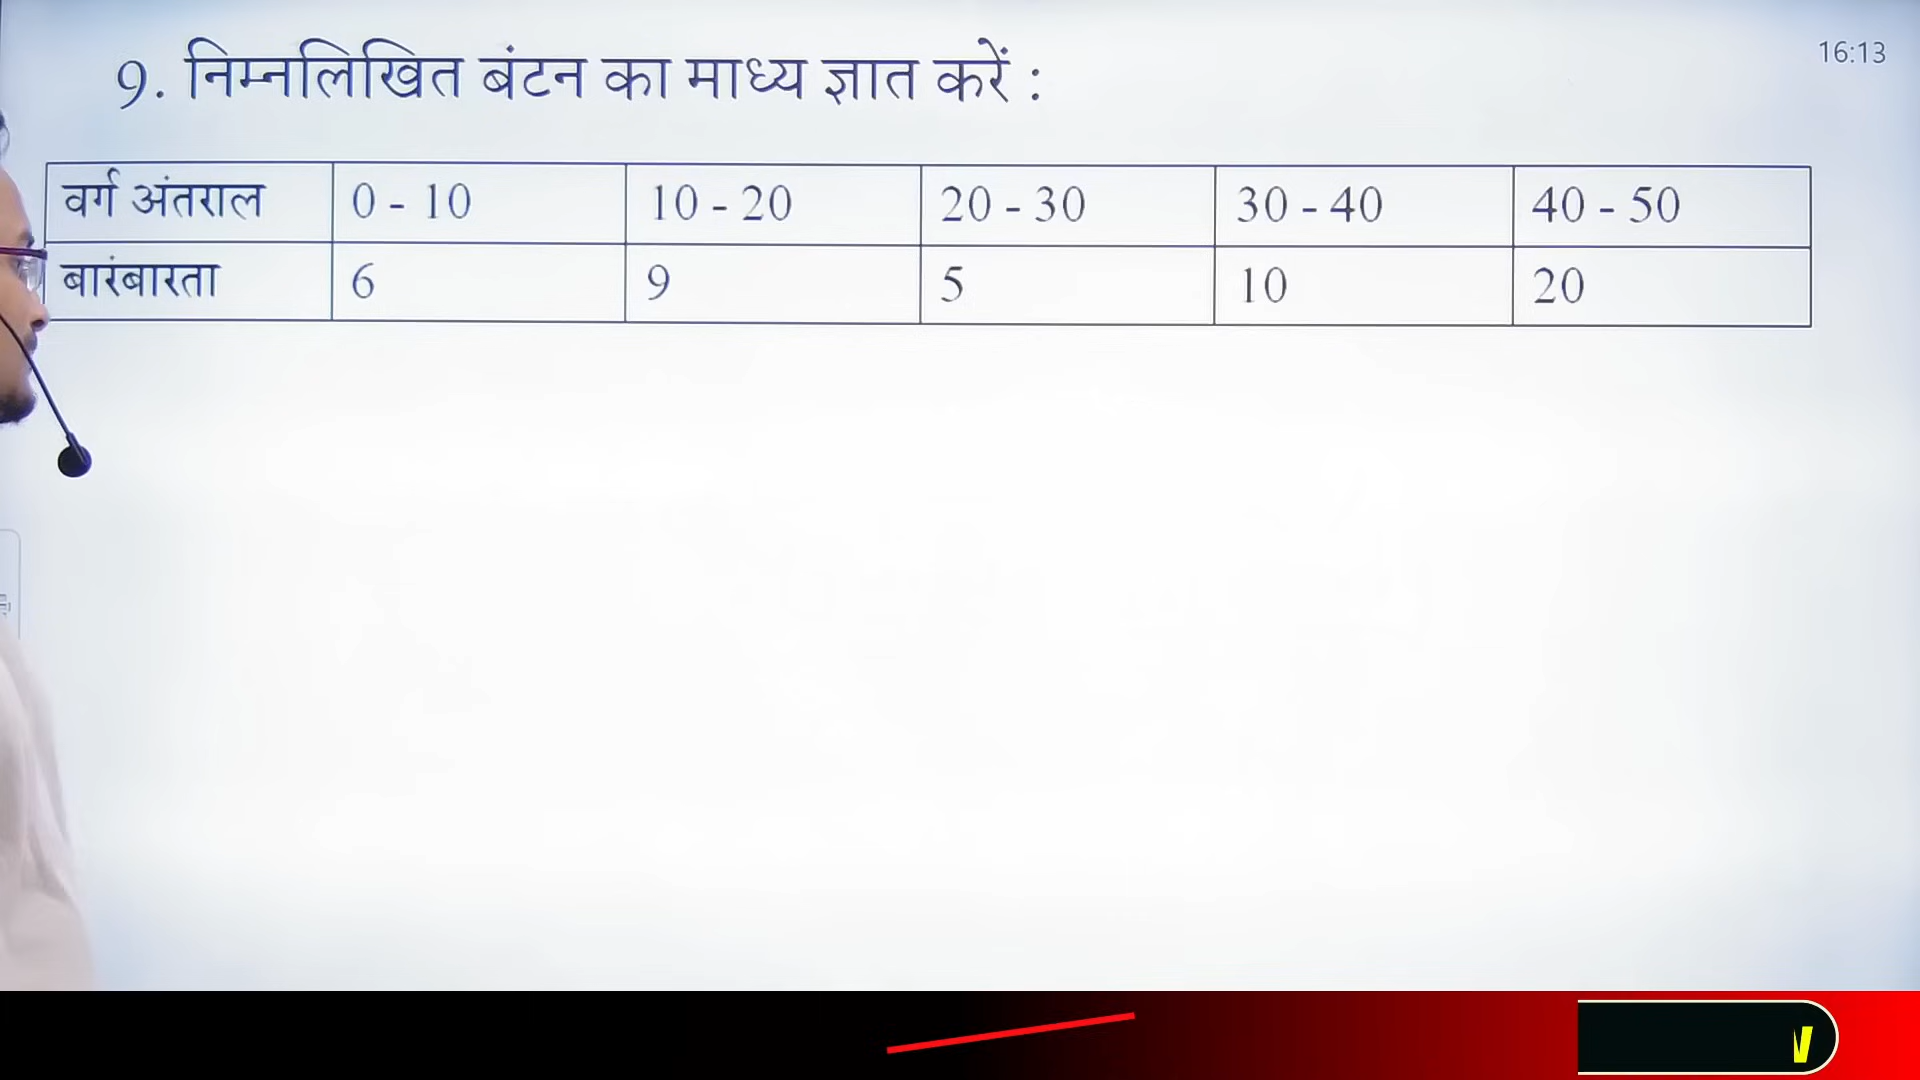 9. निम्नलिखित बंटन का माध्य ज्ञात करें :
16:13
वर्ग अंतराल 0 - 10 10 - 20 20 - 30 30 - 40 40 - 50
बारंबारता 6 9 5 10 20